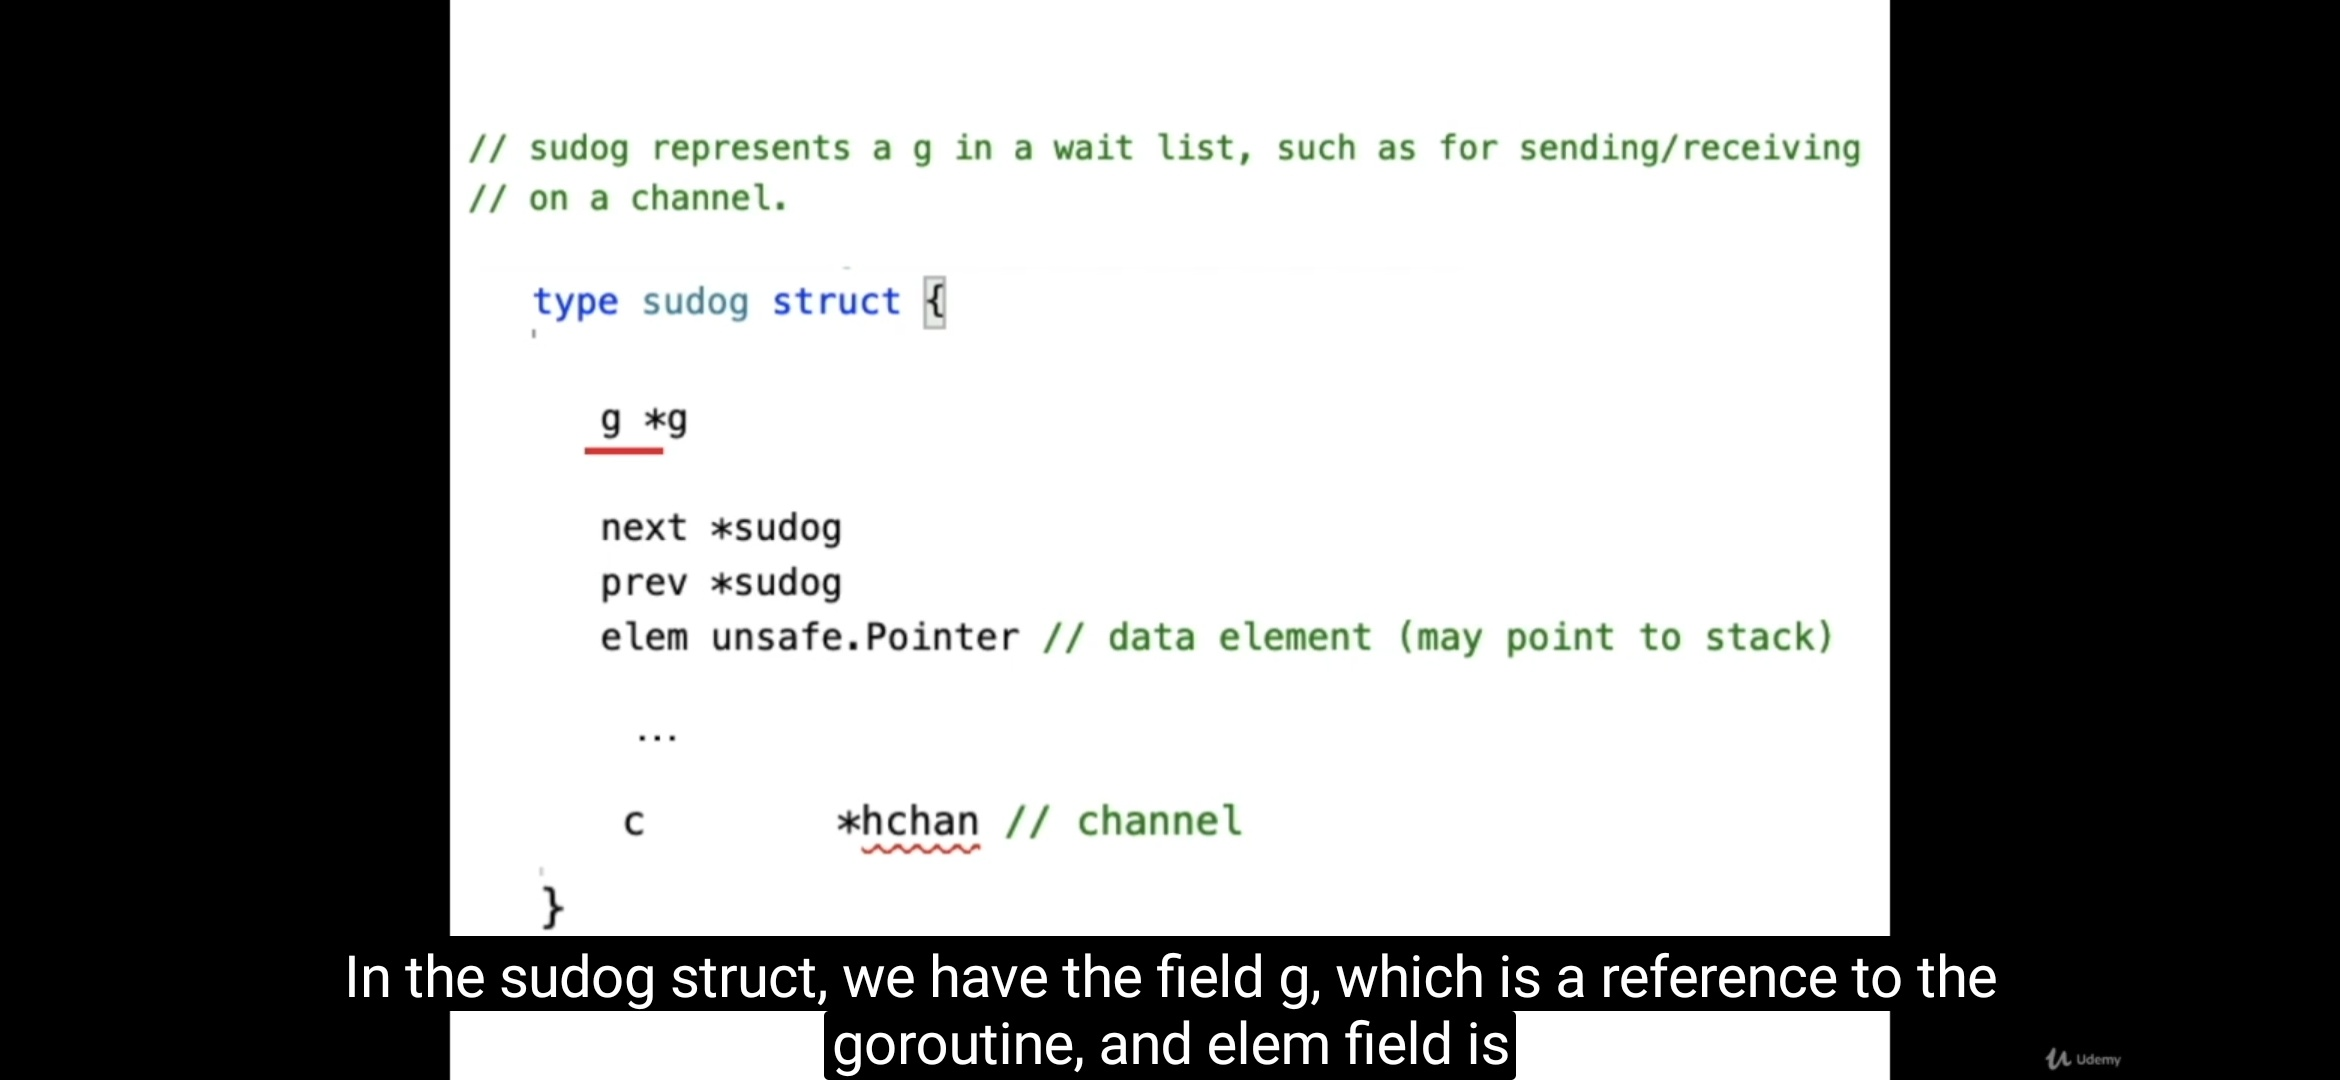 // sudog represents a g in a wait list, such as for sending/receiving
// on a channel.
type sudog struct {
g *g
next *sudog
prev *sudog
elem unsafe.Pointer // data element (may point to stack)
...
c *hchan // channel
}
In the sudog struct, we have the field g, which is a reference to the
goroutine, and elem field is
Udemy